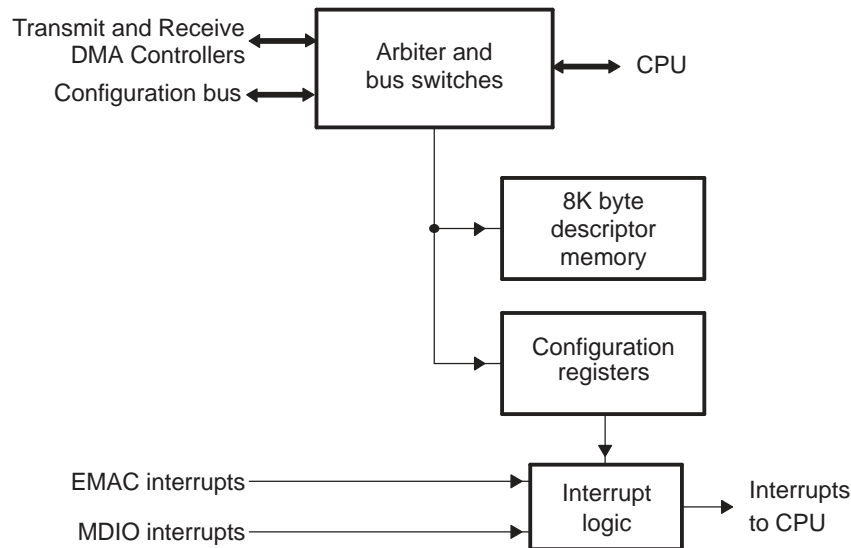 Transmit and Receive
DMA Controllers
Configuration bus
Arbiter and
bus switches
CPU
8K byte
descriptor
memory
Configuration
registers
EMAC interrupts
MDIO interrupts
Interrupt
logic
Interrupts
to CPU